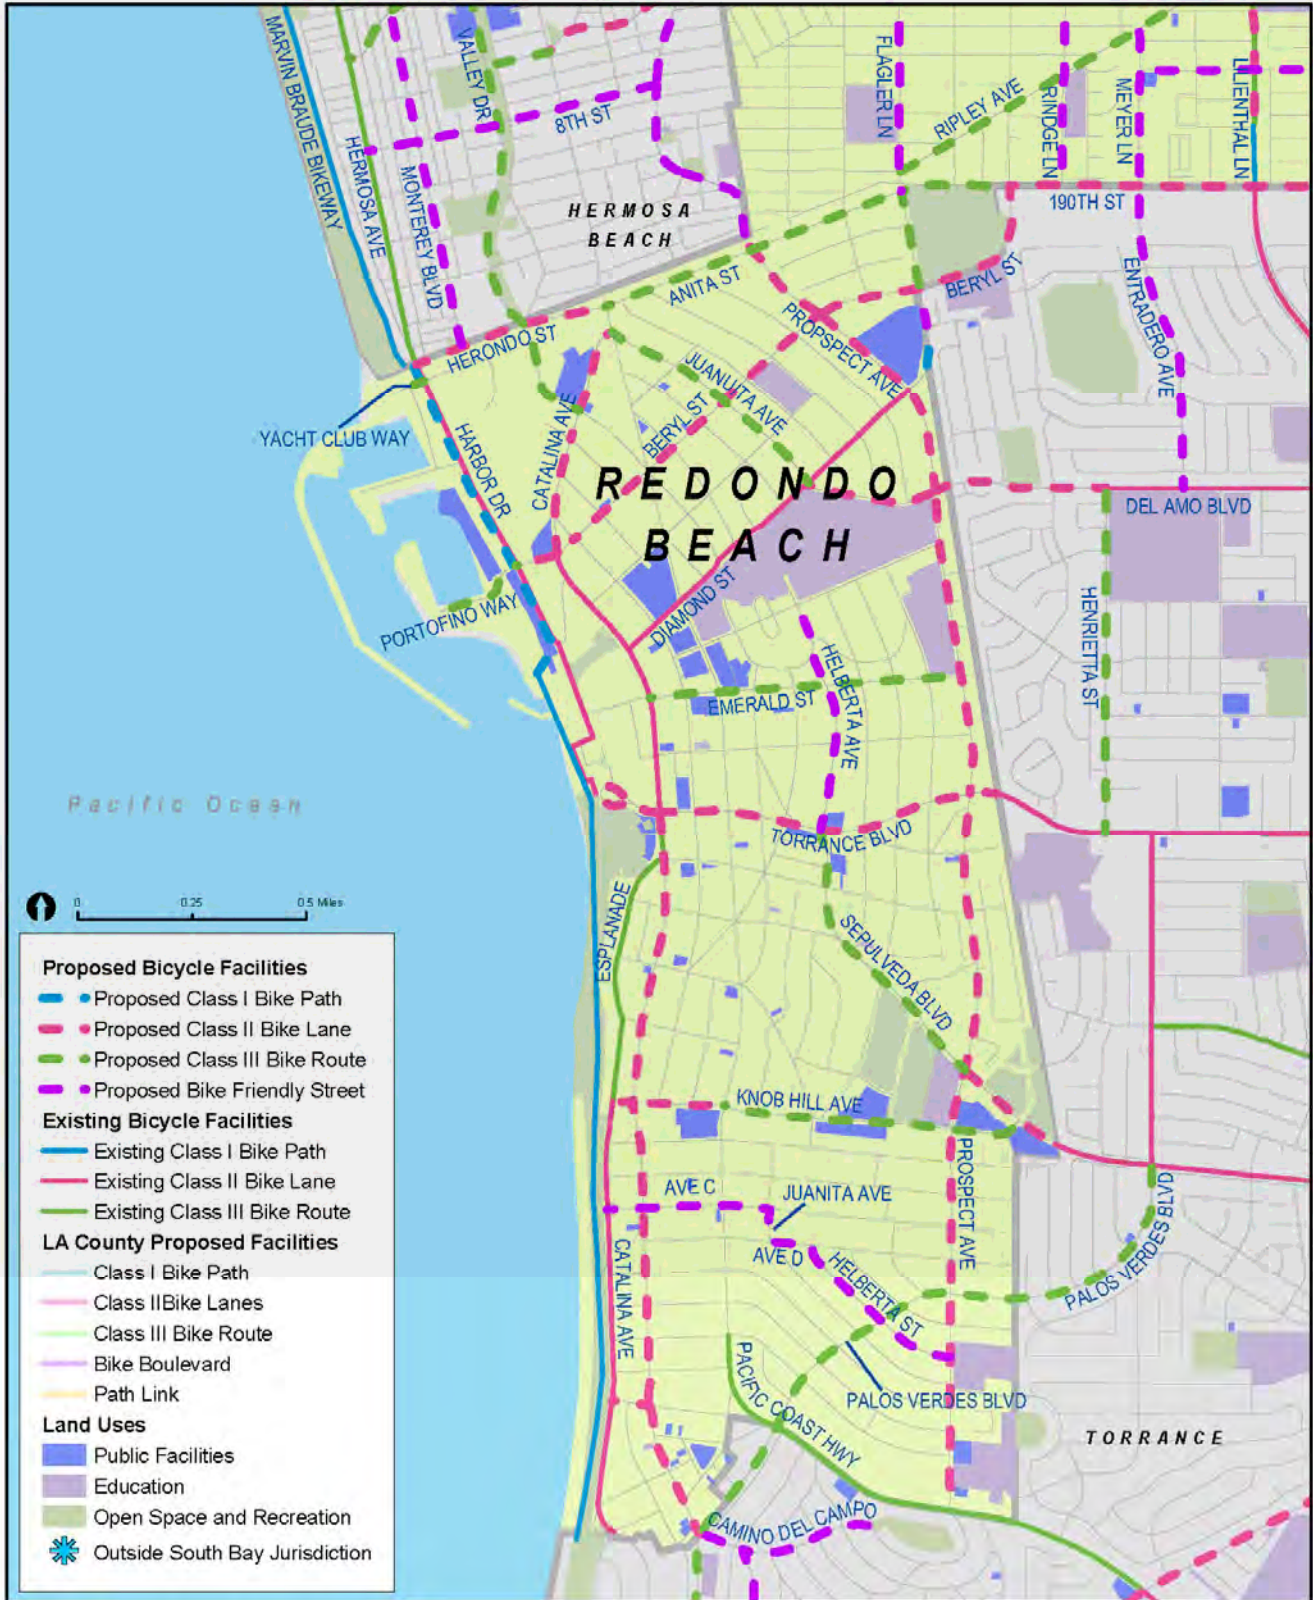 MARVIN BRAUDE BIKEWAY
HERMOSA AVE
MONTEREY BLVD
VALLEY DR
8TH ST
FLAGLER LN
RIPLEY AVE
RINDGE LN
MEYER LN
LILIENTHAL LN
190TH ST
HERMOSA
BEACH
ANITA ST
BERYL ST
ENTRADERO AVE
HERONDO ST
PROPSPECT AVE
JUANUITA AVE
YACHT CLUB WAY
HARBOR DR
CATALINA AVE
BERYL ST
REDONDO
BEACH
DEL AMO BLVD
DIAMOND ST
PORTOFINO WAY
HELBERTA AVE
EMERALD ST
HENRIETTA ST
Pacific Ocean
TORRANCE BLVD
ESPLANADE
SEPULVEDA BLVD
KNOB HILL AVE
AVE C
JUANITA AVE
AVE D
PROSPECT AVE
CATALINA AVE
HELBERTA ST
PALOS VERDES BLVD
PACIFIC COAST HWY
PALOS VERDES BLVD
TORRANCE
CAMINO DEL CAMPO
0 0.25 0.5 Miles
Proposed Bicycle Facilities
Proposed Class I Bike Path
Proposed Class II Bike Lane
Proposed Class III Bike Route
Proposed Bike Friendly Street
Existing Bicycle Facilities
Existing Class I Bike Path
Existing Class II Bike Lane
Existing Class III Bike Route
LA County Proposed Facilities
Class I Bike Path
Class IIBike Lanes
Class III Bike Route
Bike Boulevard
Path Link
Land Uses
Public Facilities
Education
Open Space and Recreation
Outside South Bay Jurisdiction